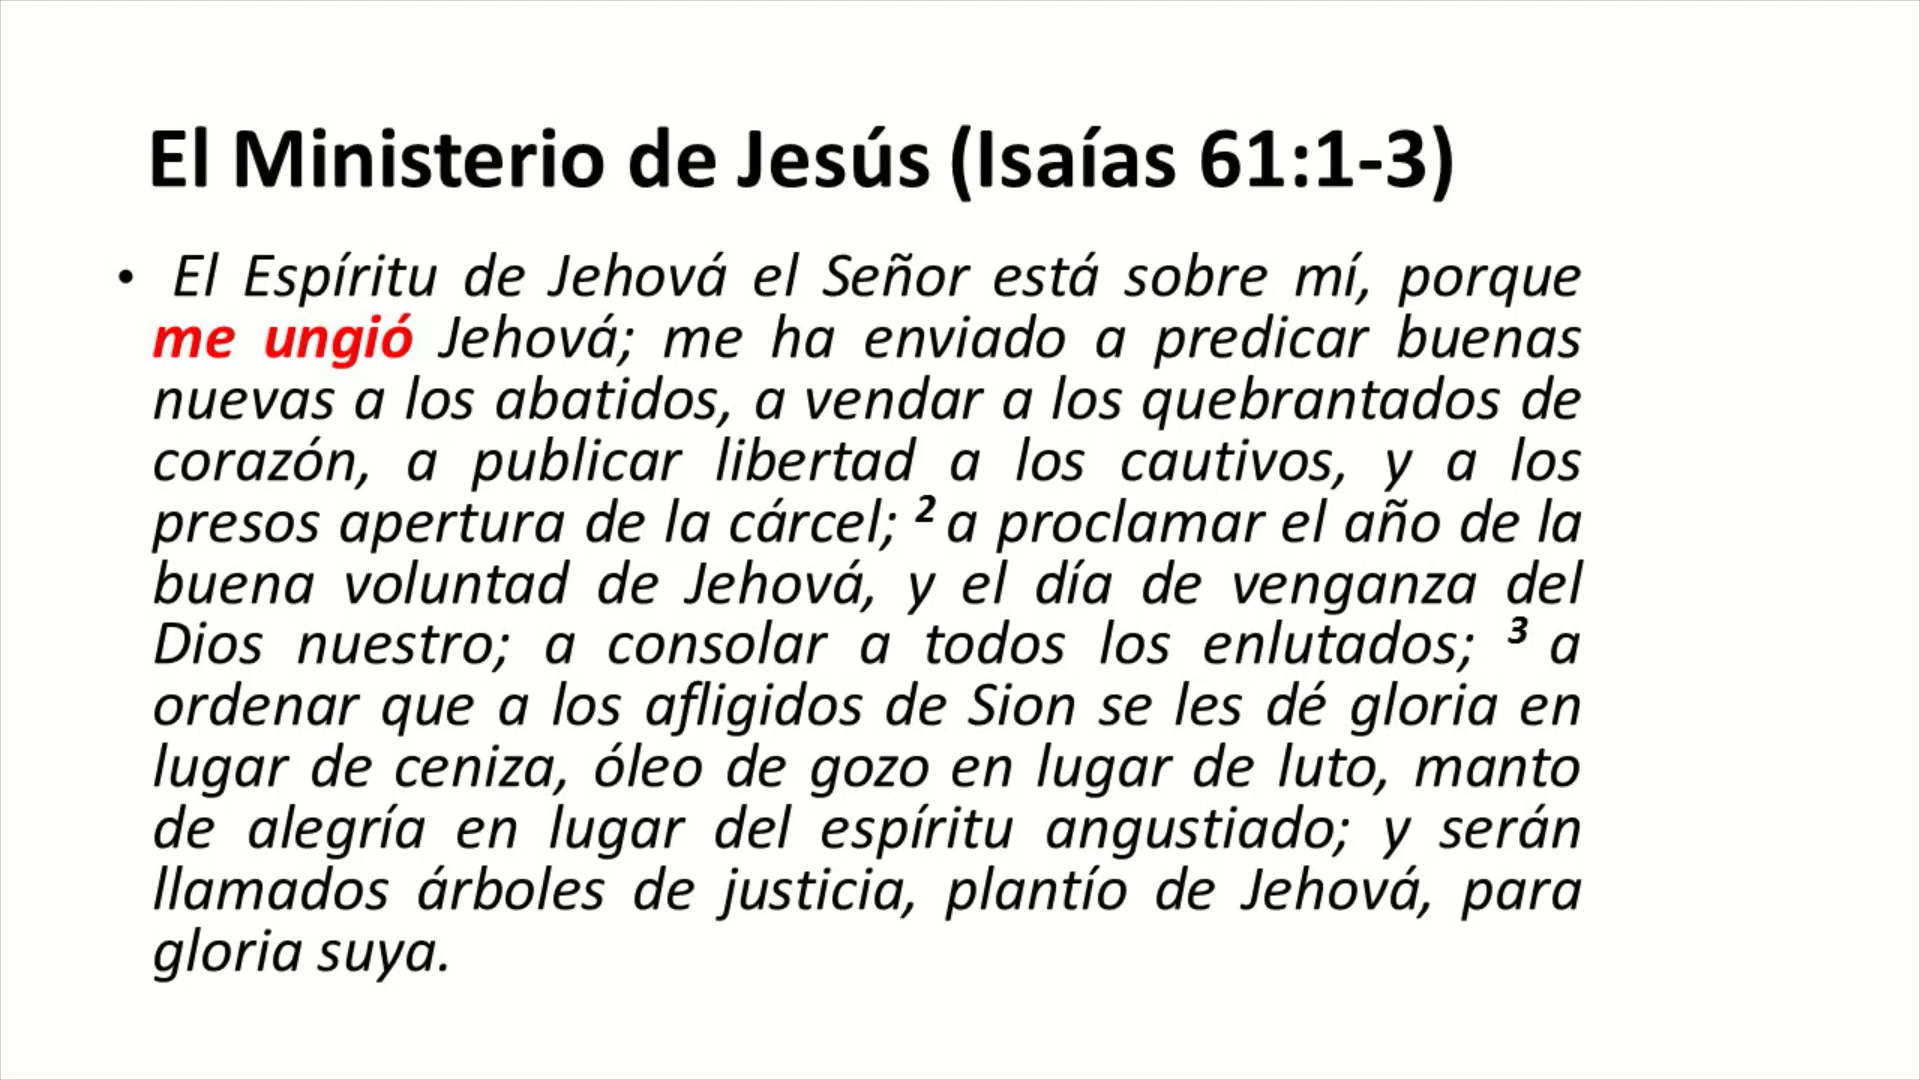 El Ministerio de Jesús (Isaías 61:1-3)
• El Espíritu de Jehová el Señor está sobre mí, porque
me ungió Jehová; me ha enviado a predicar buenas
nuevas a los abatidos, a vendar a los quebrantados de
corazón, a publicar libertad a los cautivos, y a los
presos apertura de la cárcel; ² a proclamar el año de la
buena voluntad de Jehová, y el día de venganza del
Dios nuestro; a consolar a todos los enlutados; ³ a
ordenar que a los afligidos de Sion se les dé gloria en
lugar de ceniza, óleo de gozo en lugar de luto, manto
de alegría en lugar del espíritu angustiado; y serán
llamados árboles de justicia, plantío de Jehová, para
gloria suya.